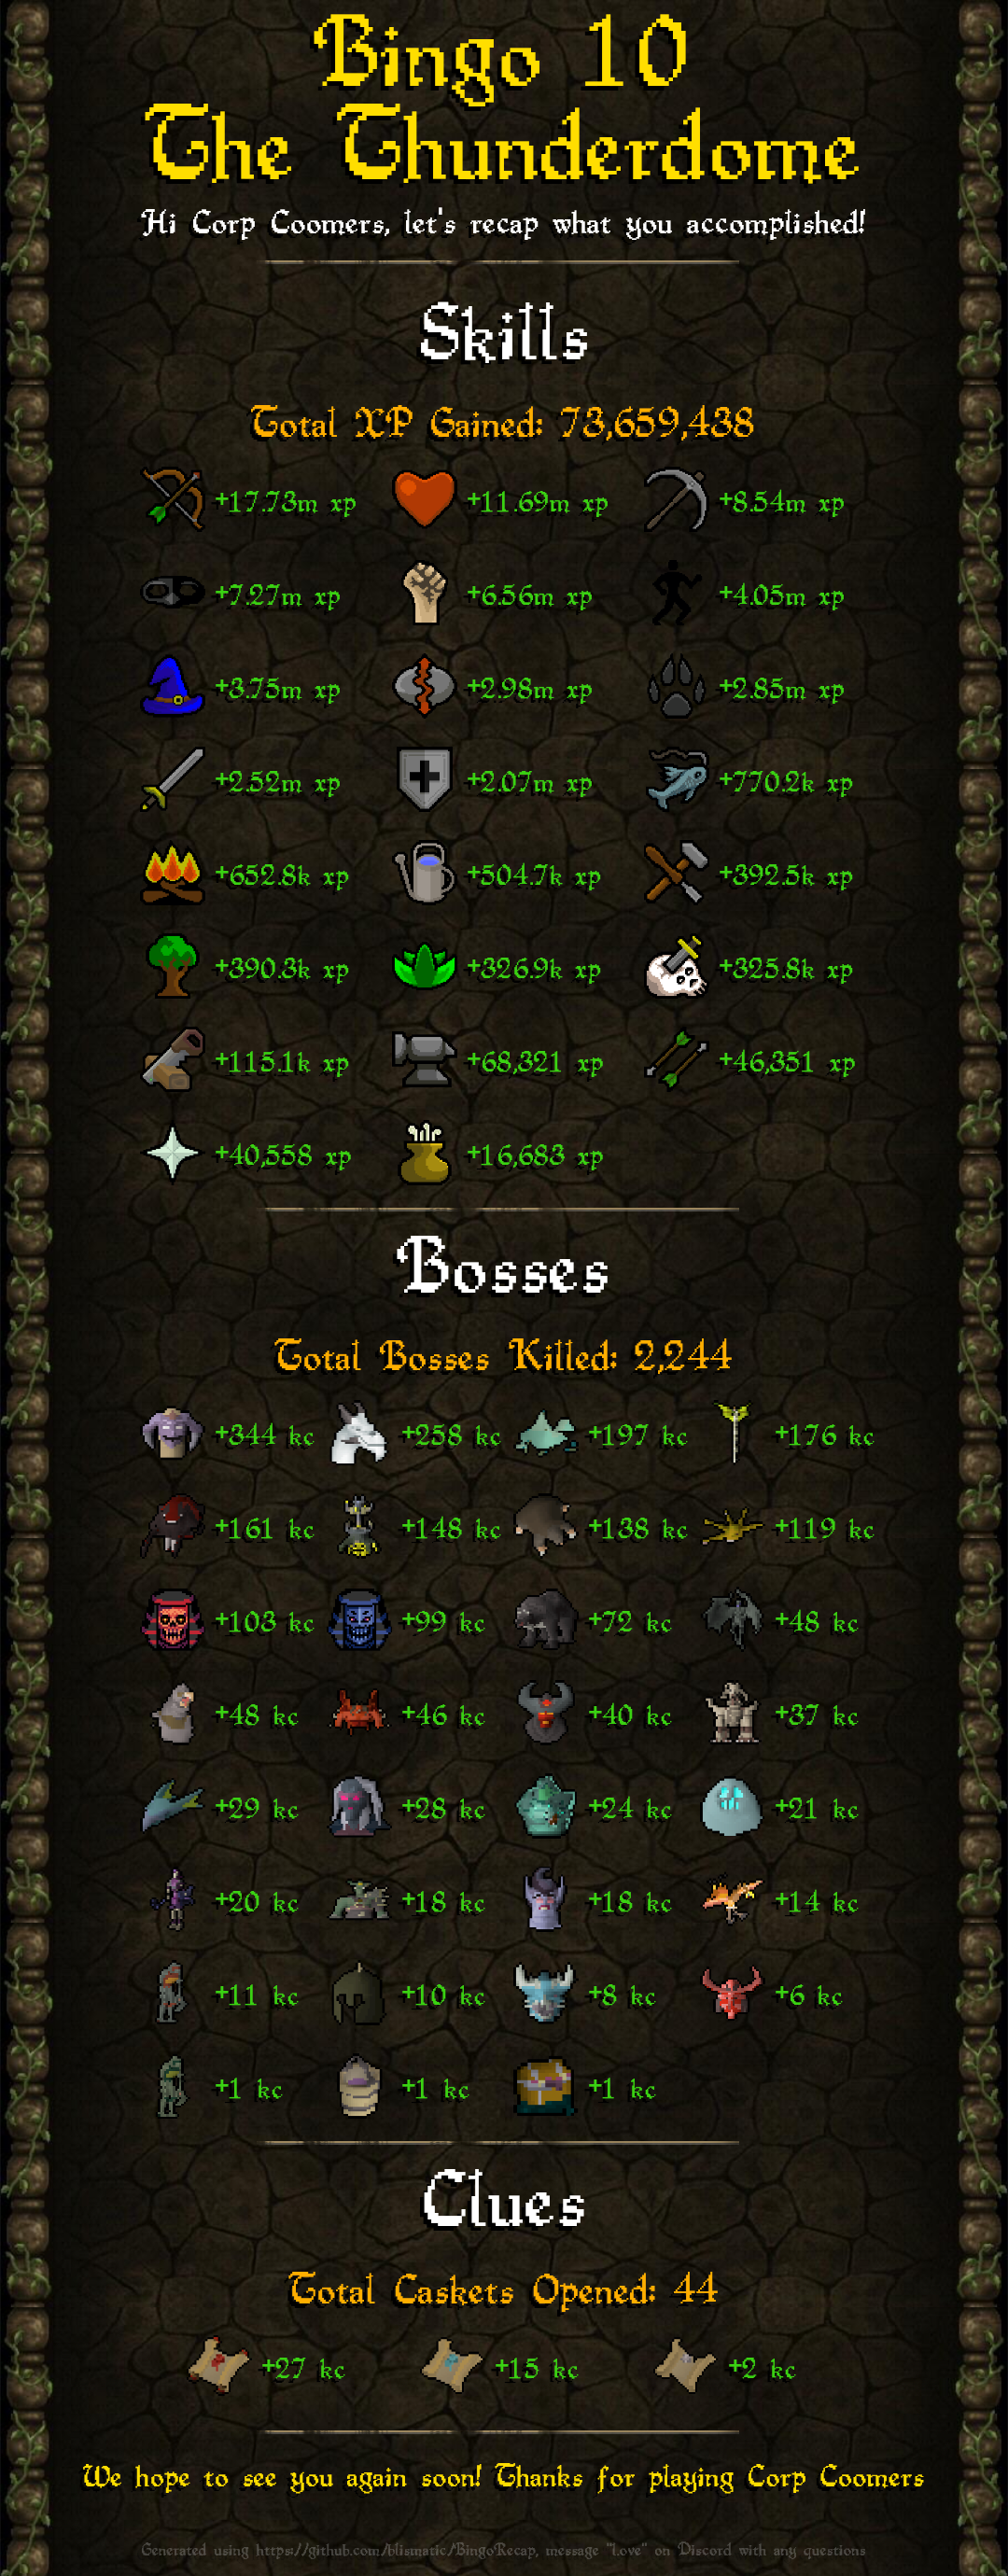 Bingo 10
The Thunderdome
Hi Corp Coomers, let's recap what you accomplished!
Skills
Total XP Gained: 73,659,438
+17.73m xp +11.69m xp +8.54m xp
+7.27m xp +6.56m xp +4.05m xp
+3.75m xp +2.98m xp +2.85m xp
+2.52m xp +2.07m xp +770.2k xp
+652.8k xp +504.7k xp +392.5k xp
+390.3k xp +326.9k xp +325.8k xp
+115.1k xp +68,321 xp +46,351 xp
+40,558 xp +16,683 xp
Bosses
Total Bosses Killed: 2,244
+344 kc +258 kc +197 kc +176 kc
+161 kc +148 kc +138 kc +119 kc
+103 kc +99 kc +72 kc +48 kc
+48 kc +46 kc +40 kc +37 kc
+29 kc +28 kc +24 kc +21 kc
+20 kc +18 kc +18 kc +14 kc
+11 kc +10 kc +8 kc +6 kc
+1 kc +1 kc +1 kc
Clues
Total Caskets Opened: 44
+27 kc +15 kc +2 kc
We hope to see you again soon! Thanks for playing Corp Coomers
Generated using https://github.com/blismatic/BingoRecap, message "love" on Discord with any questions